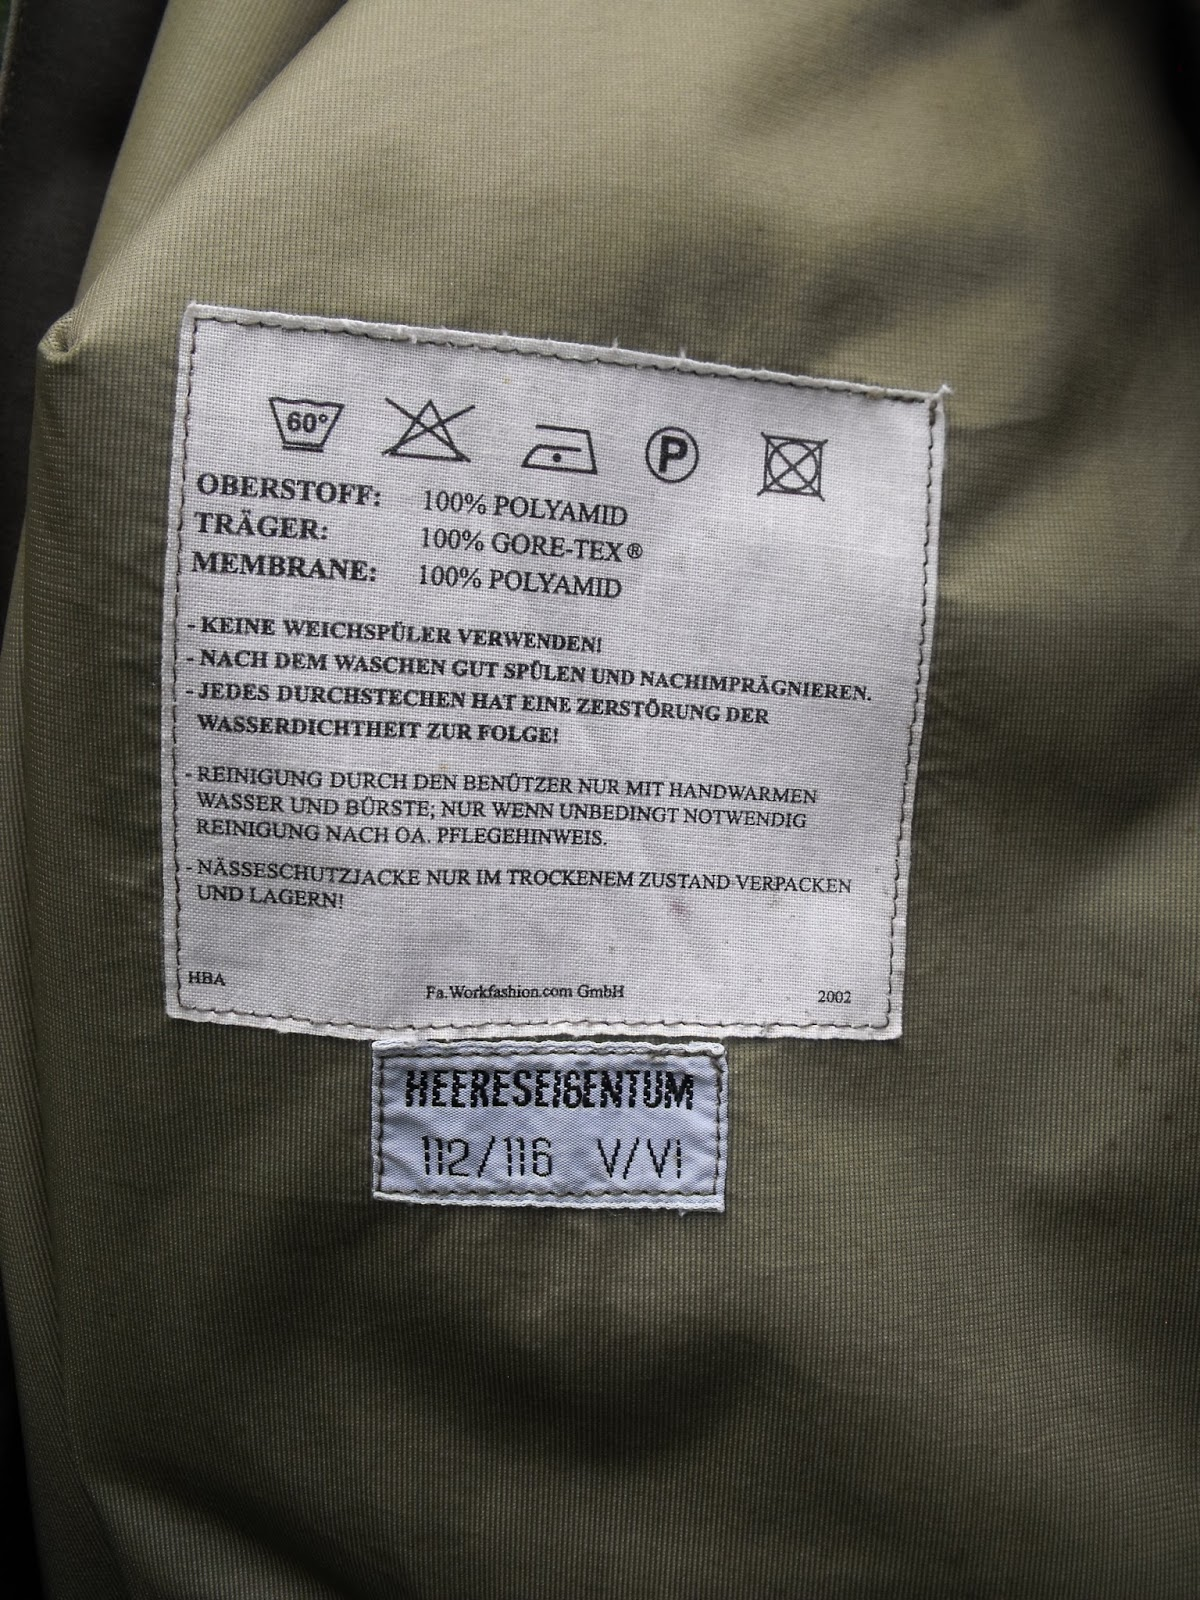 60°
P
OBERSTOFF: 100% POLYAMID
TRÄGER: 100% GORE-TEX®
MEMBRANE: 100% POLYAMID
- KEINE WEICHSPÜLER VERWENDEN!
- NACH DEM WASCHEN GUT SPÜLEN UND NACHIMPRÄGNIEREN.
- JEDES DURCHSTECHEN HAT EINE ZERSTÖRUNG DER
WASSERDICHTHEIT ZUR FOLGE!
- REINIGUNG DURCH DEN BENÜTZER NUR MIT HANDWARMEN
WASSER UND BÜRSTE; NUR WENN UNBEDINGT NOTWENDIG
REINIGUNG NACH OA. PFLEGEHINWEIS.
- NÄSSESCHUTZJACKE NUR IM TROCKENEM ZUSTAND VERPACKEN
UND LAGERN!
HBA Fa.Workfashion.com GmbH 2002
HEERESEIGENTUM
112/116 V/VI